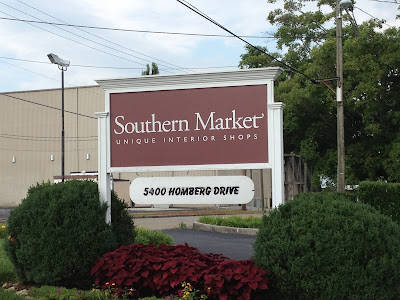 Southern Market
UNIQUE INTERIOR SHOPS
5400 HOMBERG DRIVE